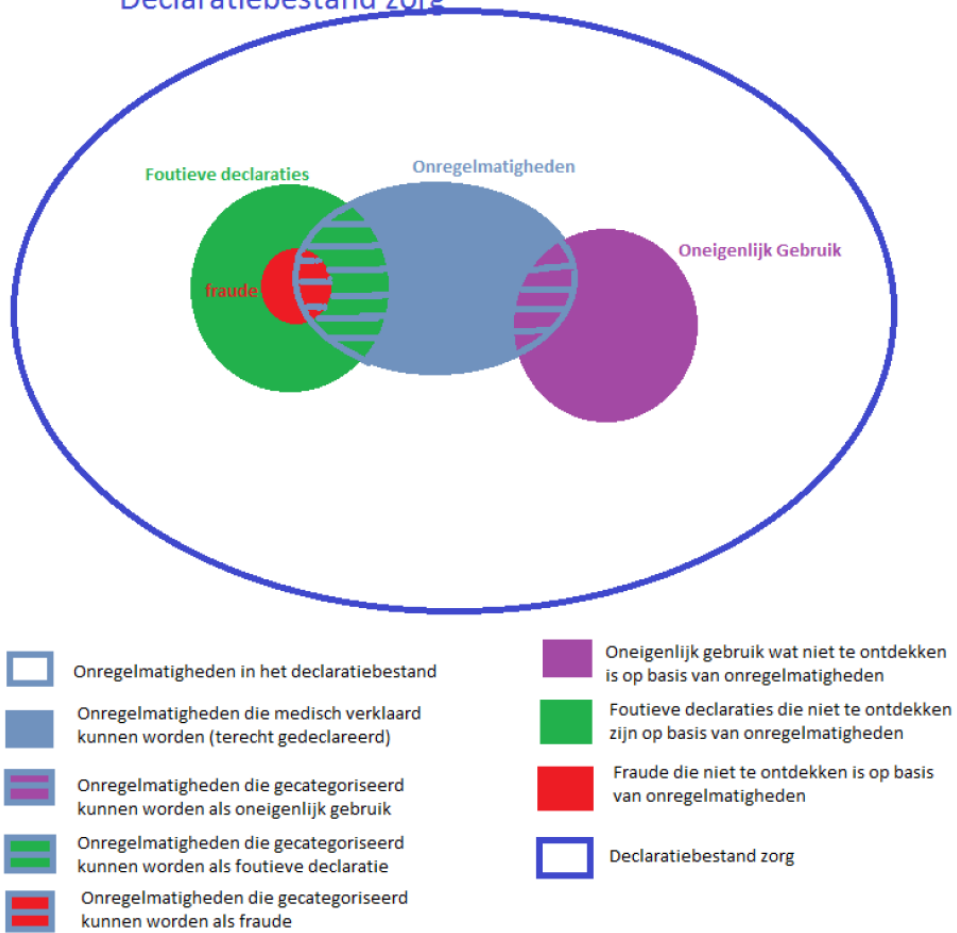 Declaratiebestand zorg
Onregelmatigheden
Foutieve declaraties
Oneigenlijk Gebruik
fraude
Onregelmatigheden in het declaratiebestand
Onregelmatigheden die medisch verklaard
kunnen worden (terecht gedeclareerd)
Onregelmatigheden die gecategoriseerd
kunnen worden als oneigenlijk gebruik
Onregelmatigheden die gecategoriseerd
kunnen worden als foutieve declaratie
Onregelmatigheden die gecategoriseerd
kunnen worden als fraude
Oneigenlijk gebruik wat niet te ontdekken
is op basis van onregelmatigheden
Foutieve declaraties die niet te ontdekken
zijn op basis van onregelmatigheden
Fraude die niet te ontdekken is op basis
van onregelmatigheden
Declaratiebestand zorg